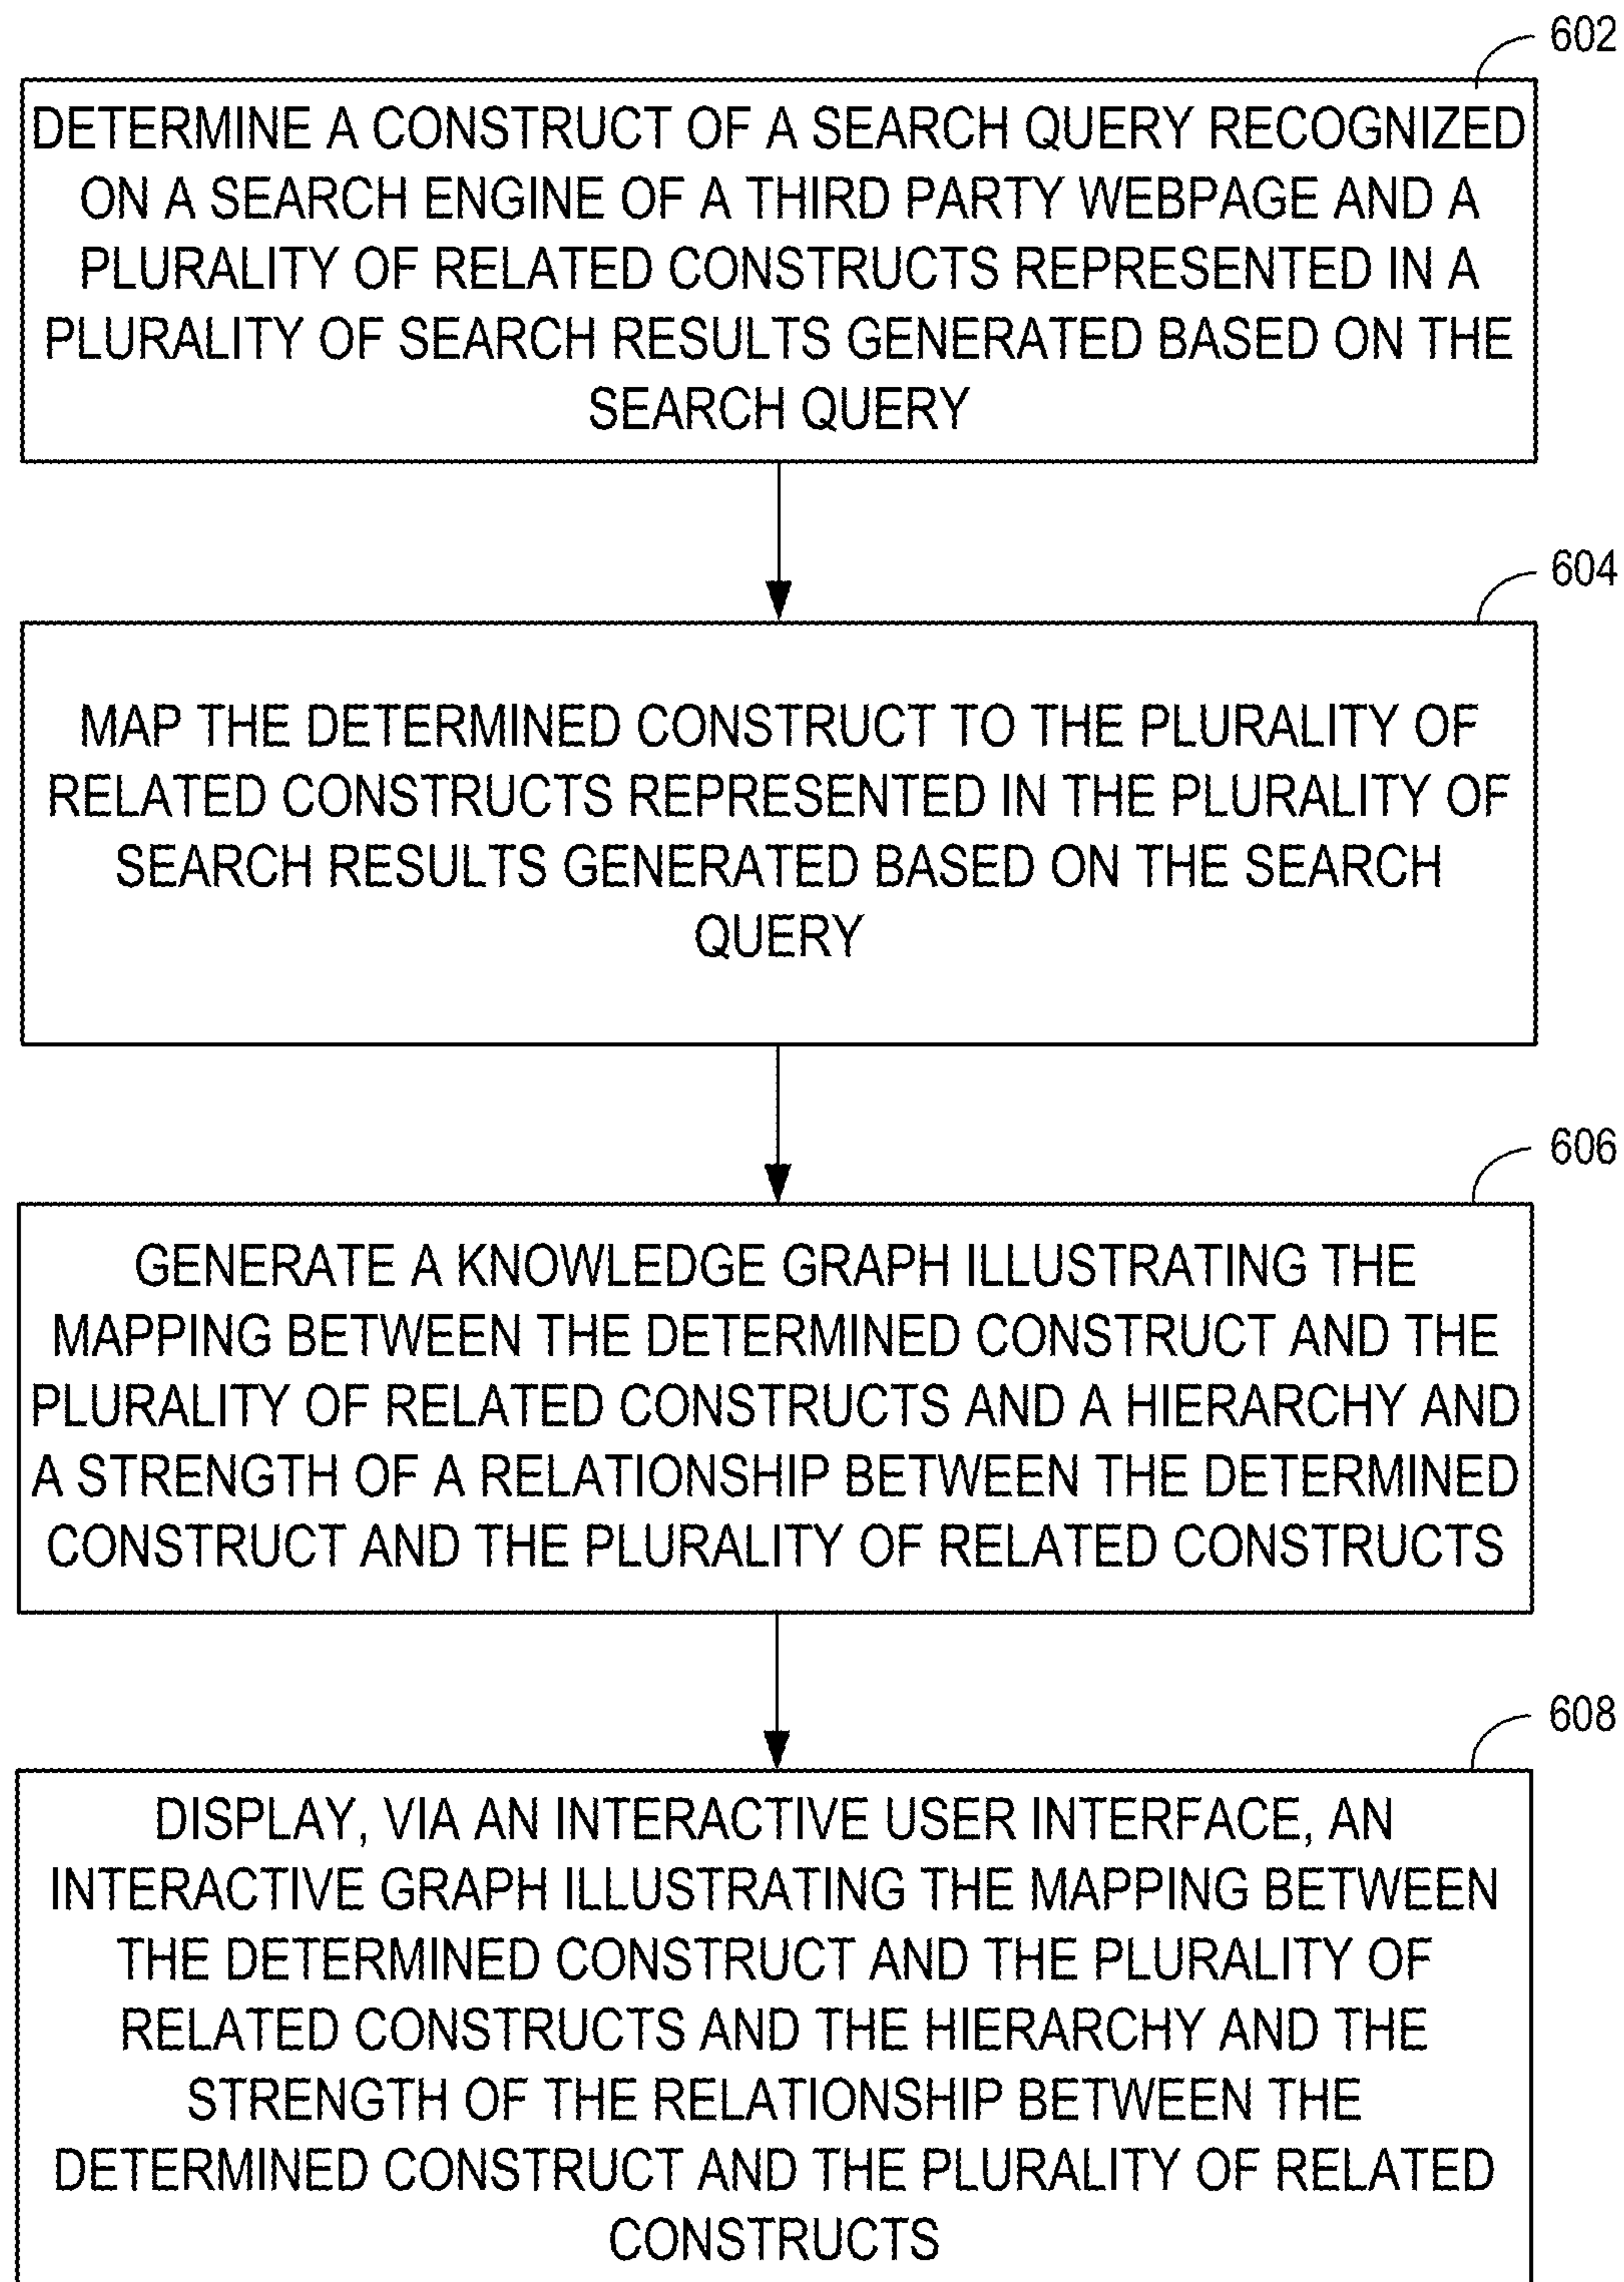 602
DETERMINE A CONSTRUCT OF A SEARCH QUERY RECOGNIZED
ON A SEARCH ENGINE OF A THIRD PARTY WEBPAGE AND A
PLURALITY OF RELATED CONSTRUCTS REPRESENTED IN A
PLURALITY OF SEARCH RESULTS GENERATED BASED ON THE
SEARCH QUERY
604
MAP THE DETERMINED CONSTRUCT TO THE PLURALITY OF
RELATED CONSTRUCTS REPRESENTED IN THE PLURALITY OF
SEARCH RESULTS GENERATED BASED ON THE SEARCH
QUERY
606
GENERATE A KNOWLEDGE GRAPH ILLUSTRATING THE
MAPPING BETWEEN THE DETERMINED CONSTRUCT AND THE
PLURALITY OF RELATED CONSTRUCTS AND A HIERARCHY AND
A STRENGTH OF A RELATIONSHIP BETWEEN THE DETERMINED
CONSTRUCT AND THE PLURALITY OF RELATED CONSTRUCTS
608
DISPLAY, VIA AN INTERACTIVE USER INTERFACE, AN
INTERACTIVE GRAPH ILLUSTRATING THE MAPPING BETWEEN
THE DETERMINED CONSTRUCT AND THE PLURALITY OF
RELATED CONSTRUCTS AND THE HIERARCHY AND THE
STRENGTH OF THE RELATIONSHIP BETWEEN THE
DETERMINED CONSTRUCT AND THE PLURALITY OF RELATED
CONSTRUCTS